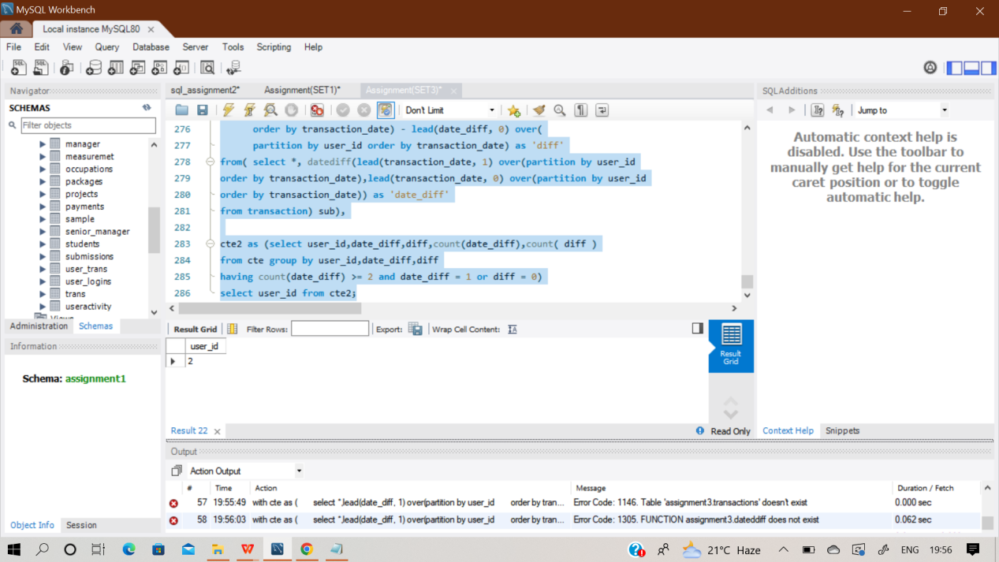 MySQL Workbench
Local instance MySQL80
File Edit View Query Database Server Tools Scripting Help
Navigator
SCHEMAS
Filter objects
manager
measuremet
occupations
packages
projects
payments
sample
senior_manager
students
submissions
user_trans
user_logins
trans
useractivity
Administration Schemas
Information
Schema: assignment1
Object Info Session
sql_assignment2* Assignment(SET1)* Assignment(SET3)*
Don't Limit
276 order by transaction_date) - lead(date_diff, 0) over(
277 partition by user_id order by transaction_date) as 'diff'
278 from( select *, datediff(lead(transaction_date, 1) over(partition by user_id
279 order by transaction_date),lead(transaction_date, 0) over(partition by user_id
280 order by transaction_date)) as 'date_diff'
281 from transaction) sub),
282
283 cte2 as (select user_id,date_diff,diff,count(date_diff),count( diff )
284 from cte group by user_id,date_diff,diff
285 having count(date_diff) >= 2 and date_diff = 1 or diff = 0)
286 select user_id from cte2;
Result Grid Filter Rows: Export: Wrap Cell Content:
user_id
2
Result Grid
Result 22
Read Only
Output
Action Output
# Time Action Message Duration / Fetch
57 19:55:49 with cte as ( select *,lead(date_diff, 1) over(partition by user_id order by tran... Error Code: 1146. Table 'assignment3.transactions' doesn't exist 0.000 sec
58 19:56:03 with cte as ( select *,lead(date_diff, 1) over(partition by user_id order by tran... Error Code: 1305. FUNCTION assignment3.dateddiff does not exist 0.062 sec
SQLAdditions
Jump to
Automatic context help is
disabled. Use the toolbar to
manually get help for the current
caret position or to toggle
automatic help.
Context Help Snippets
21°C Haze
ENG 19:56